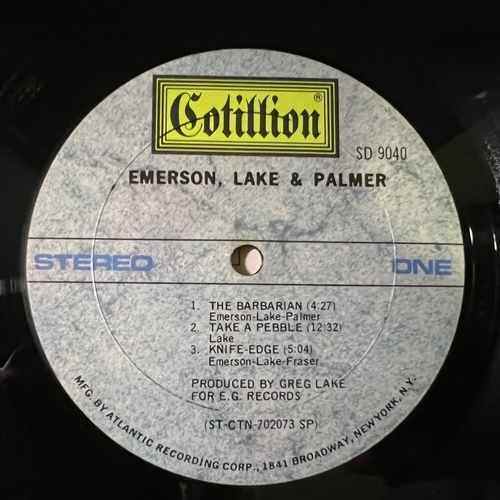 Cotillion®
SD 9040
EMERSON, LAKE & PALMER
STEREO ONE
1. THE BARBARIAN (4:27)
Emerson-Lake-Palmer
2. TAKE A PEBBLE (12:32)
Lake
3. KNIFE-EDGE (5:04)
Emerson-Lake-Fraser
PRODUCED BY GREG LAKE
FOR E.G. RECORDS
(ST-CTN-702073 SP)
MFG. BY ATLANTIC RECORDING CORP., 1841 BROADWAY, NEW YORK, N.Y.